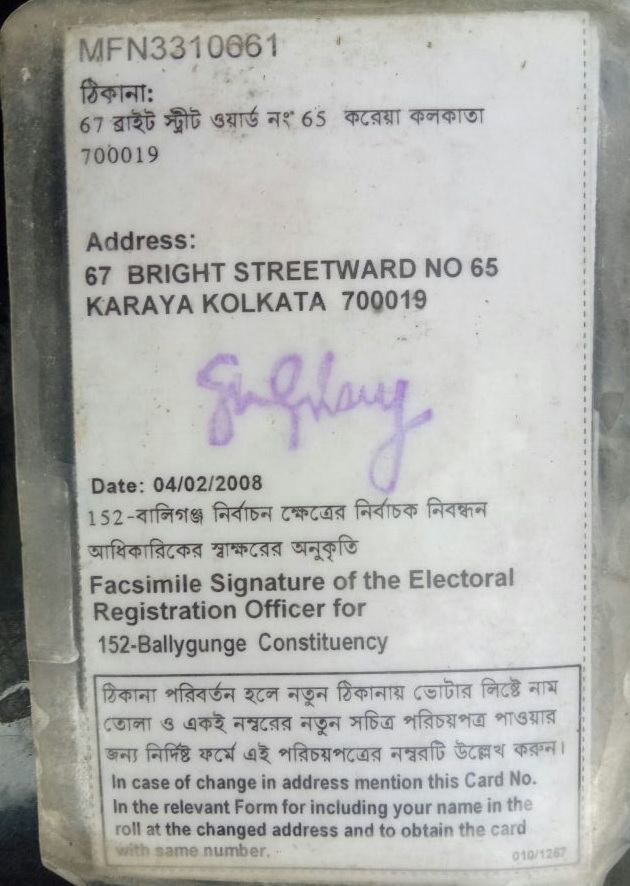 MFN3310661
ঠিকানা:
67 ব্রাইট স্ট্রীট ওয়ার্ড নং 65 করেয়া কলকাতা
700019
Address:
67 BRIGHT STREETWARD NO 65
KARAYA KOLKATA 700019
Date: 04/02/2008
152-বালিগঞ্জ নির্বাচন ক্ষেত্রের নির্বাচক নিবন্ধন
আধিকারিকের স্বাক্ষরের অনুকৃতি
Facsimile Signature of the Electoral
Registration Officer for
152-Ballygunge Constituency
ঠিকানা পরিবর্তন হলে নতুন ঠিকানায় ভোটার লিস্টে নাম
তোলা ও একই নম্বরের নতুন সচিত্র পরিচয়পত্র পাওয়ার
জন্য নির্দিষ্ট ফর্মে এই পরিচয়পত্রের নম্বরটি উল্লেখ করুন।
In case of change in address mention this Card No.
In the relevant Form for including your name in the
roll at the changed address and to obtain the card
with same number.
010/1267